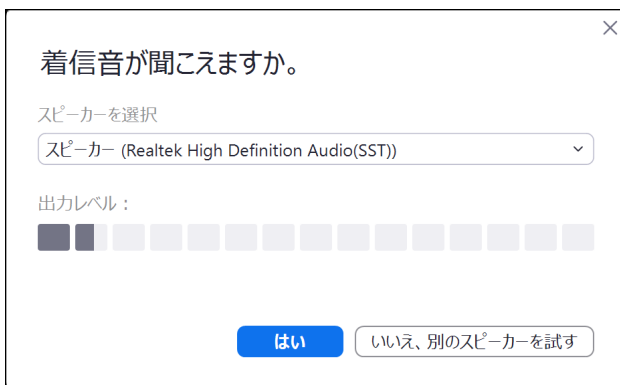 着信音が聞こえますか。
スピーカーを選択
スピーカー (Realtek High Definition Audio(SST))
出力レベル：
はい
いいえ、別のスピーカーを試す